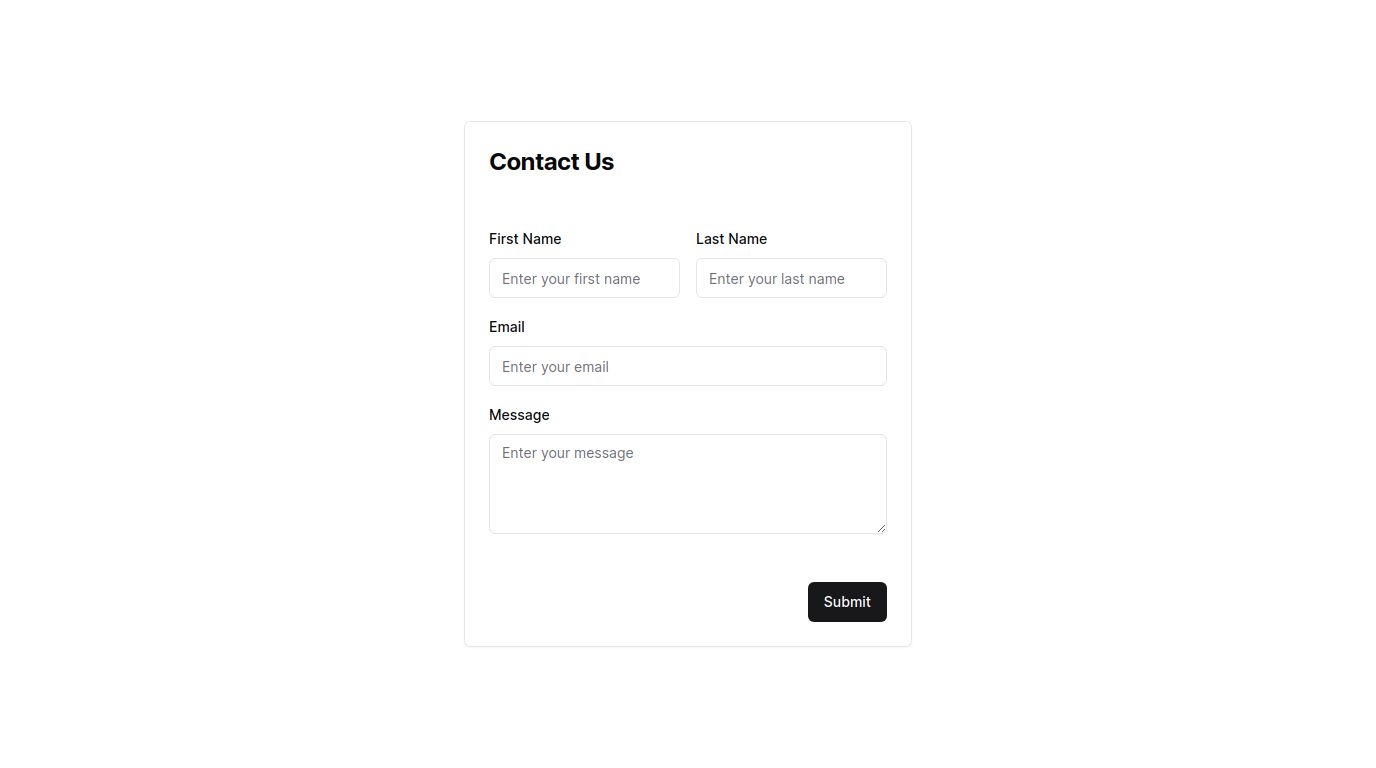 Contact Us
First Name
Last Name
Enter your first name
Enter your last name
Email
Enter your email
Message
Enter your message
Submit